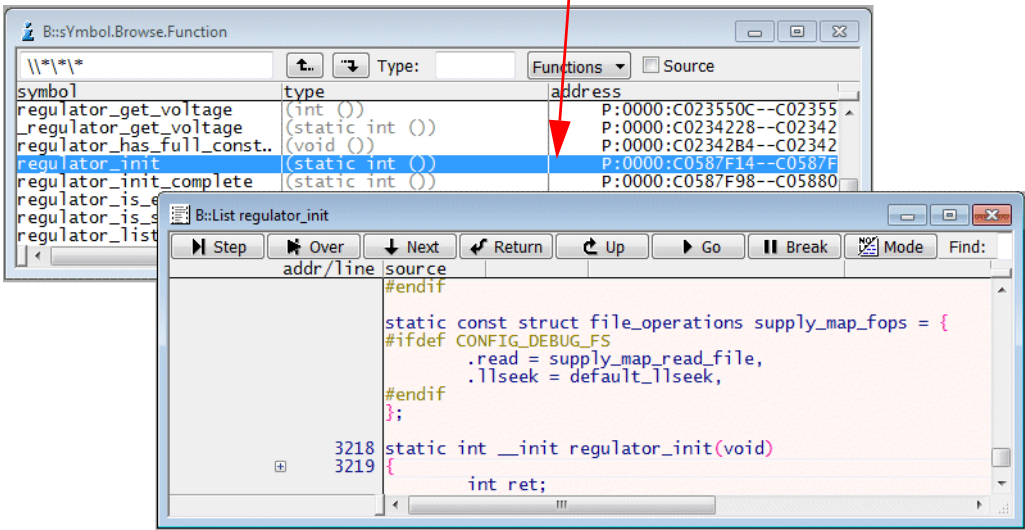 B::sYmbol.Browse.Function
\\*\*\* Type: Functions Source
symbol type address
regulator_get_voltage (int ()) P:0000:C023550C--C02355
_regulator_get_voltage (static int ()) P:0000:C0234228--C02342
regulator_has_full_const.. (void ()) P:0000:C02342B4--C02342
regulator_init (static int ()) P:0000:C0587F14--C0587F
regulator_init_complete (static int ()) P:0000:C0587F98--C05880
regulator_is_e
regulator_is_s
regulator_list
B::List regulator_init
Step Over Next Return Up Go Break Mode Find:
addr/line source
#endif
static const struct file_operations supply_map_fops = {
#ifdef CONFIG_DEBUG_FS
.read = supply_map_read_file,
.llseek = default_llseek,
#endif
};
3218 static int __init regulator_init(void)
3219 {
int ret;